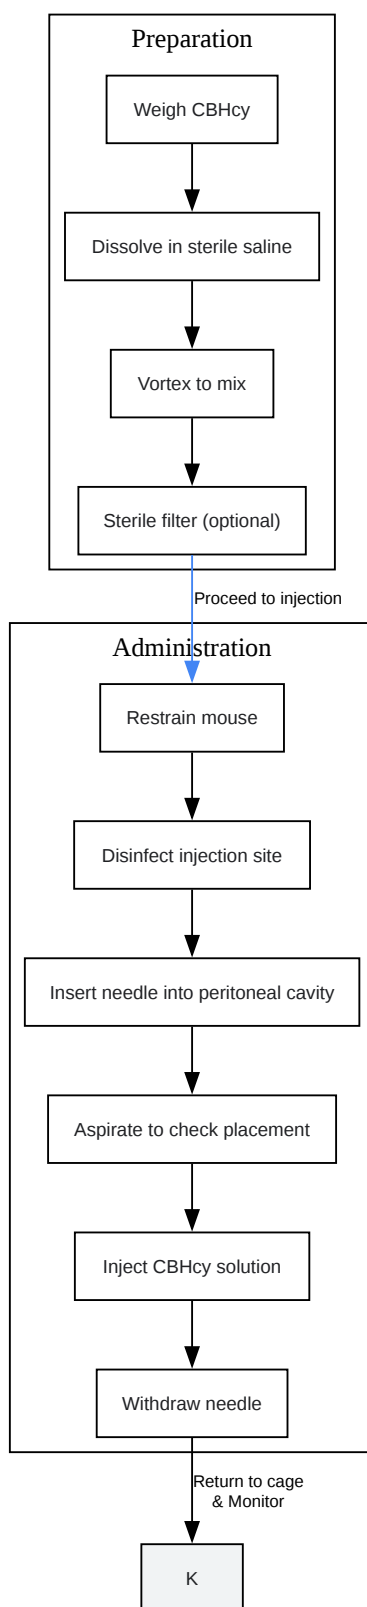 Preparation
Weigh CBHcy
Dissolve in sterile saline
Vortex to mix
Sterile filter (optional)
Proceed to injection
Administration
Restrain mouse
Disinfect injection site
Insert needle into peritoneal cavity
Aspirate to check placement
Inject CBHcy solution
Withdraw needle
Return to cage
& Monitor
K